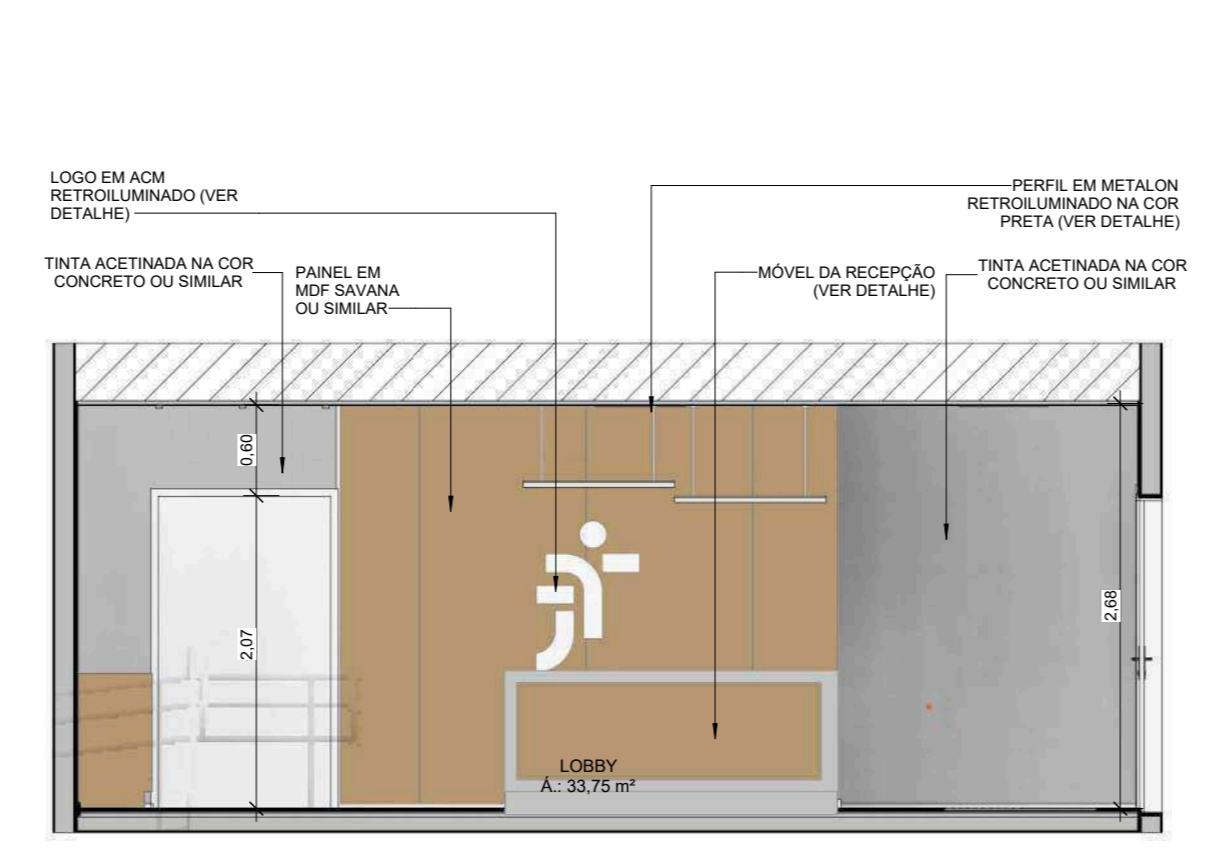 LOGO EM ACM
RETROILUMINADO (VER
DETALHE)
PERFIL EM METALON
RETROILUMINADO NA COR
PRETA (VER DETALHE)
TINTA ACETINADA NA COR
CONCRETO OU SIMILAR
PAINEL EM
MDF SAVANA
OU SIMILAR
MÓVEL DA RECEPÇÃO
(VER DETALHE)
TINTA ACETINADA NA COR
CONCRETO OU SIMILAR
0,60
2,07
2,68
LOBBY
Á.: 33,75 m²